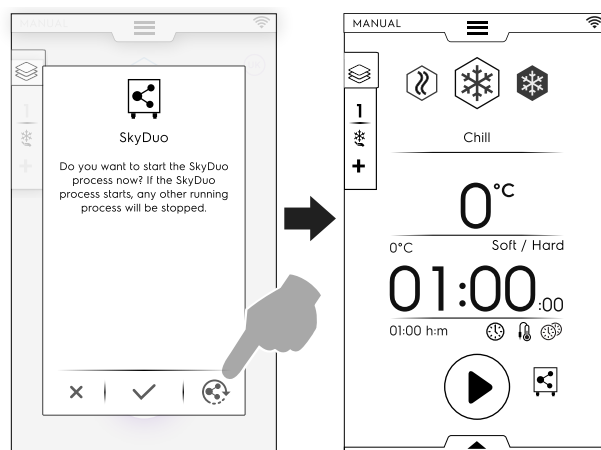 MANUAL
1
SkyDuo
Do you want to start the SkyDuo
process now? If the SkyDuo
process starts, any other running
process will be stopped.
MANUAL
1
Chill
0°C
0°C Soft / Hard
01:00:00
01:00 h:m